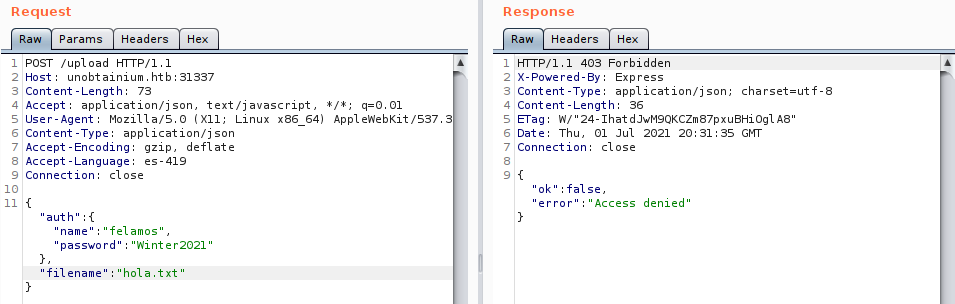 Request
Raw Params Headers Hex
1 POST /upload HTTP/1.1
2 Host: unobtainium.htb:31337
3 Content-Length: 73
4 Accept: application/json, text/javascript, */*; q=0.01
5 User-Agent: Mozilla/5.0 (X11; Linux x86_64) AppleWebKit/537.3
6 Content-Type: application/json
7 Accept-Encoding: gzip, deflate
8 Accept-Language: es-419
9 Connection: close
10
11 {
"auth":{
"name":"felamos",
"password":"Winter2021"
},
"filename":"hola.txt"
}
Response
Raw Headers Hex
1 HTTP/1.1 403 Forbidden
2 X-Powered-By: Express
3 Content-Type: application/json; charset=utf-8
4 Content-Length: 36
5 ETag: W/"24-IhatdJwM9QKCZm87pxuBHiOglA8"
6 Date: Thu, 01 Jul 2021 20:31:35 GMT
7 Connection: close
8
9 {
"ok":false,
"error":"Access denied"
}